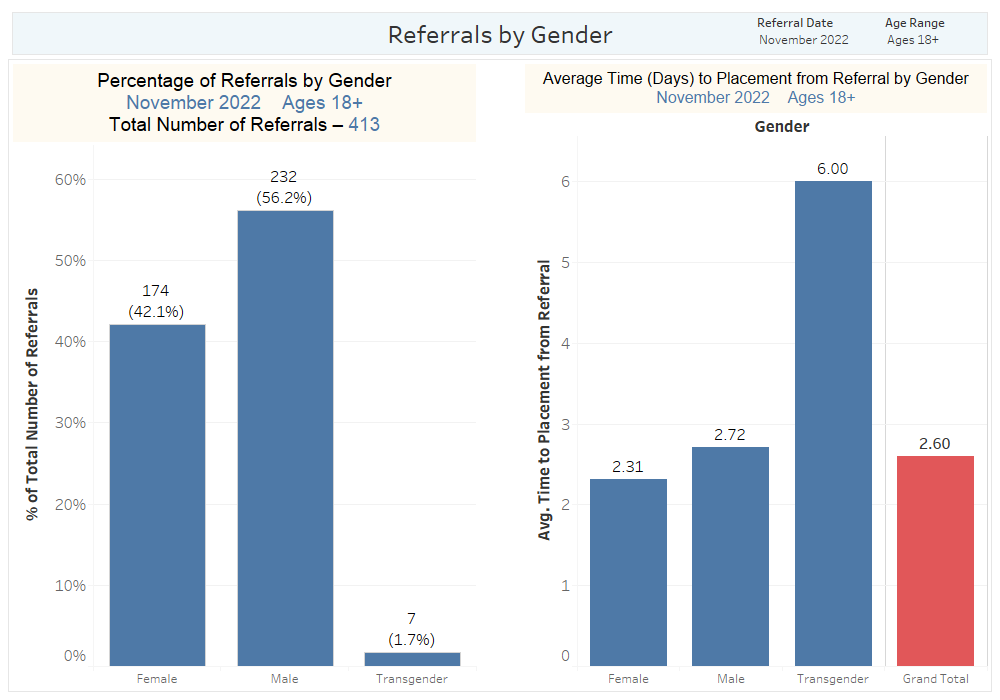 Referrals by Gender
Referral Date
November 2022
Age Range
Ages 18+
Percentage of Referrals by Gender
November 2022 Ages 18+
Total Number of Referrals – 413
% of Total Number of Referrals
60%
50%
40%
30%
20%
10%
0%
174
(42.1%)
232
(56.2%)
7
(1.7%)
Female
Male
Transgender
Average Time (Days) to Placement from Referral by Gender
November 2022 Ages 18+
Gender
Avg. Time to Placement from Referral
6
5
4
3
2
1
0
2.31
2.72
6.00
2.60
Female
Male
Transgender
Grand Total